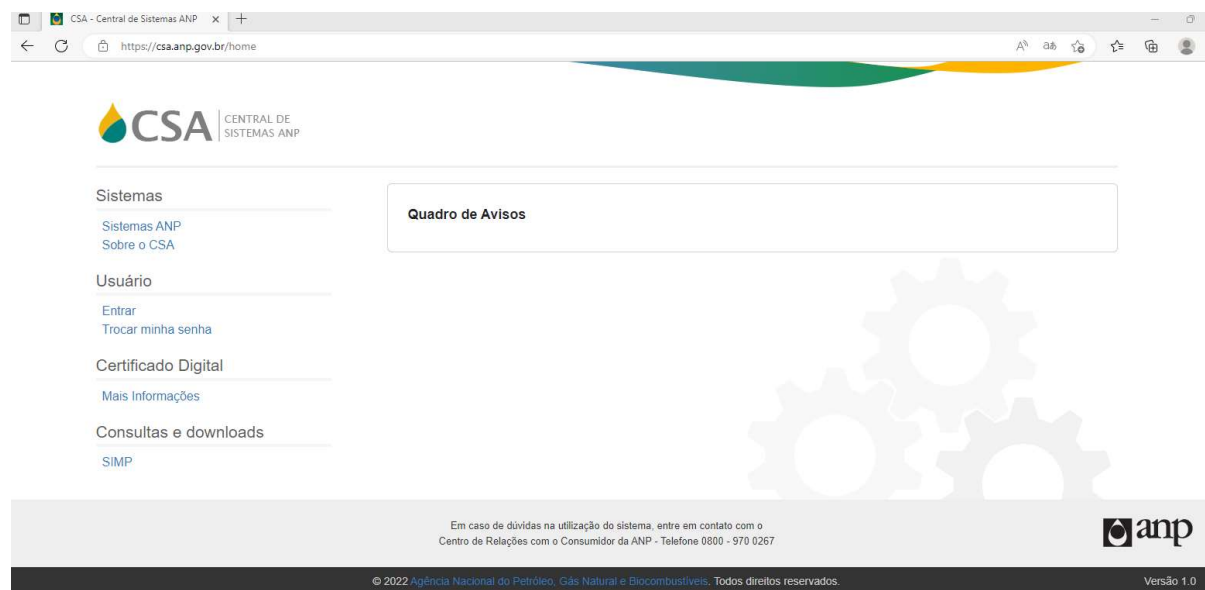 CSA - Central de Sistemas ANP
https://csa.anp.gov.br/home
CSA CENTRAL DE
SISTEMAS ANP
Sistemas
Sistemas ANP
Sobre o CSA
Usuário
Entrar
Trocar minha senha
Certificado Digital
Mais Informações
Consultas e downloads
SIMP
Quadro de Avisos
Em caso de dúvidas na utilização do sistema, entre em contato com o
Centro de Relações com o Consumidor da ANP - Telefone 0800 - 970 0267
anp
© 2022 Agência Nacional do Petróleo, Gás Natural e Biocombustíveis. Todos direitos reservados.
Versão 1.0